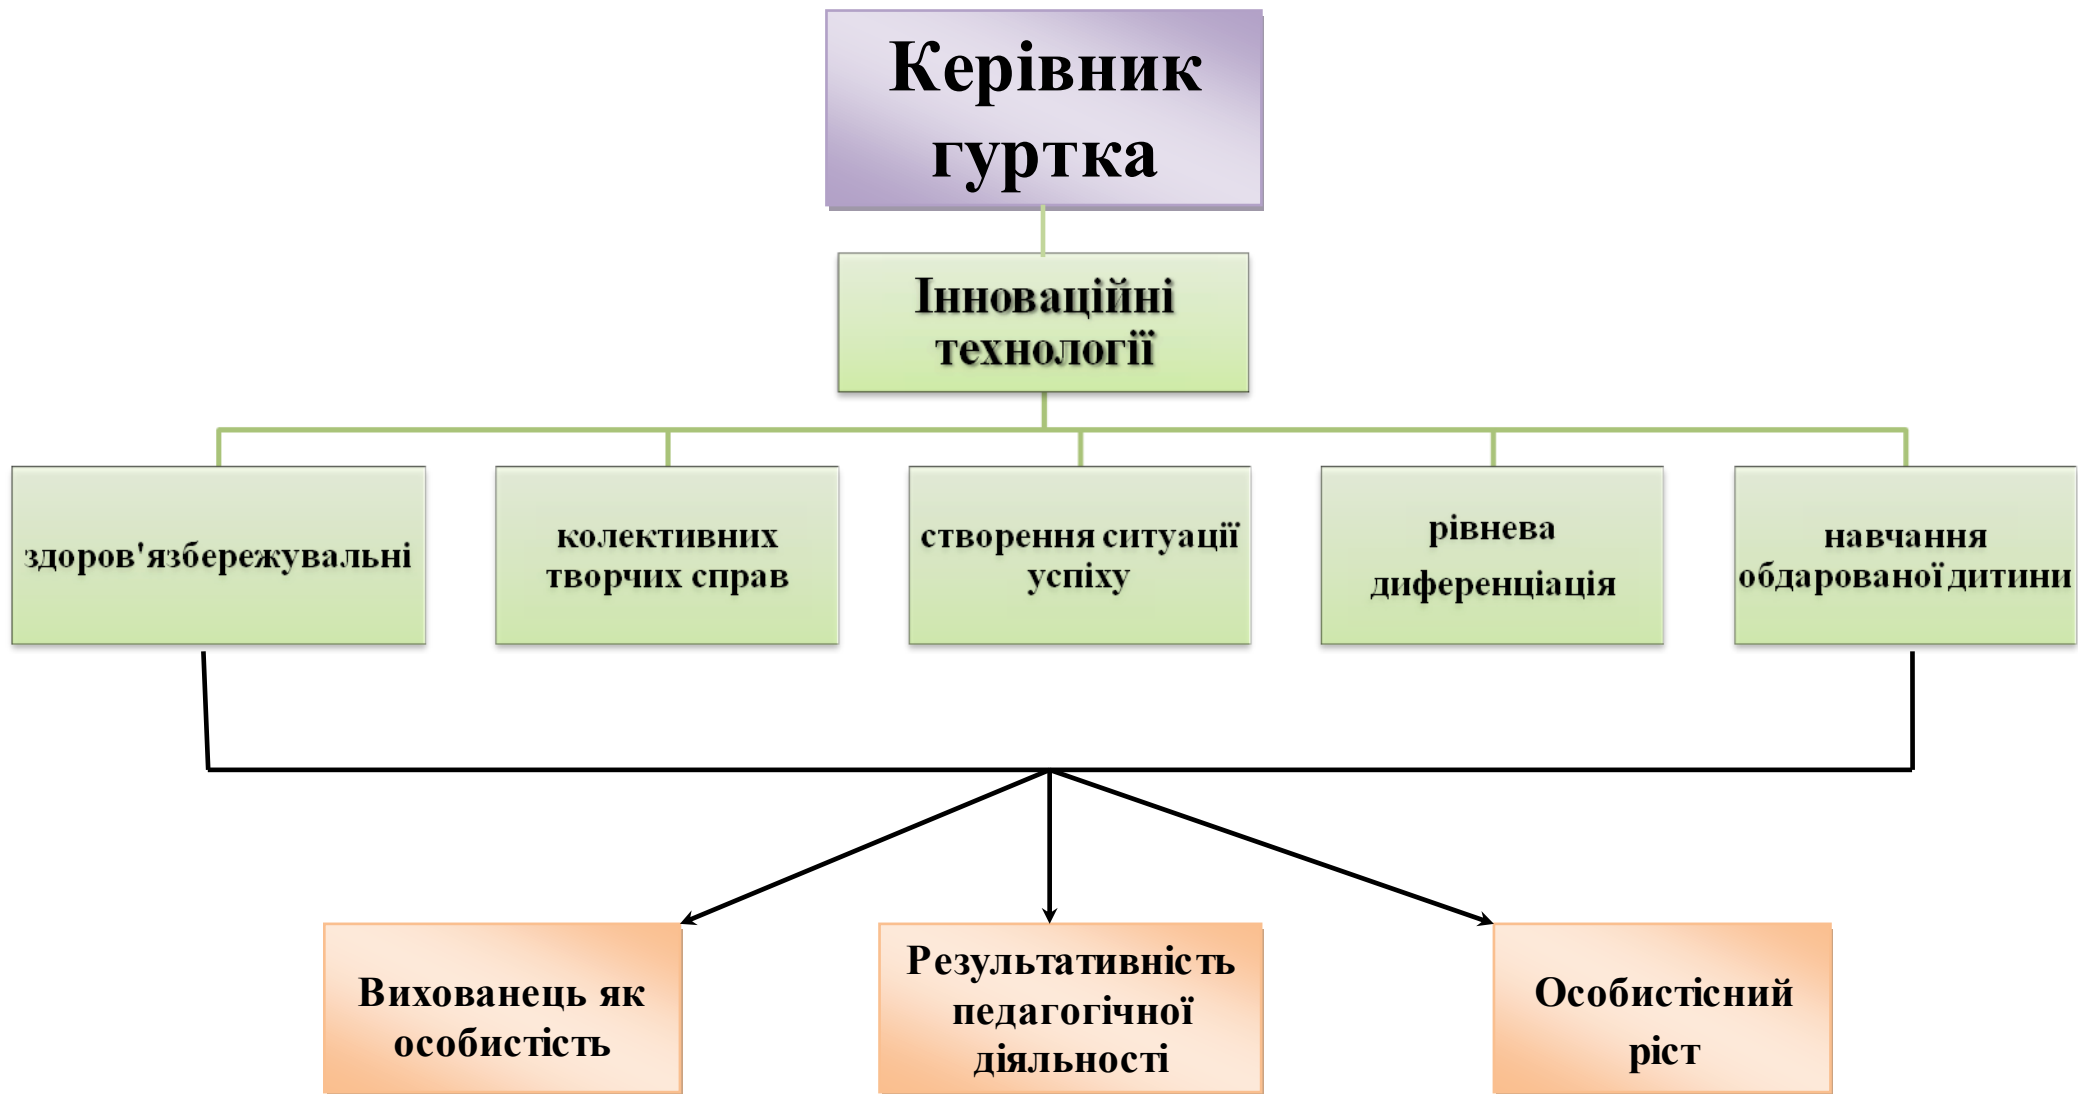 Керівник
гуртка
Інноваційні
технології
здоров'язбережувальні
колективних
творчих справ
створення ситуації
успіху
рівнева
диференціація
навчання
обдарованої дитини
Вихованець як
особистість
Результативність
педагогічної
діяльності
Особистісний
ріст